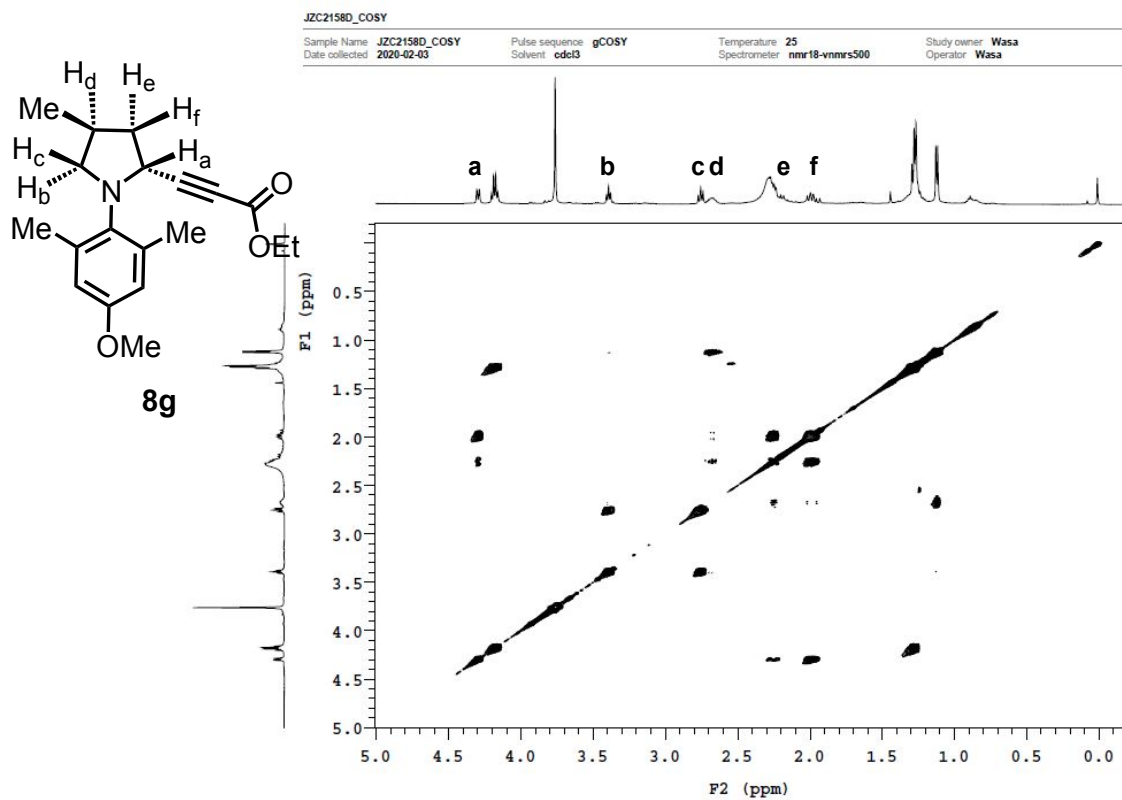 JZC2158D_COSY
Sample Name JZC2158D_COSY Pulse sequence gCOSY Temperature 25 Study owner Wasa
Date collected 2020-02-03 Solvent cdcl3 Spectrometer nmr18-vnmrs500 Operator Wasa
Hd He
Me Hf
Hc Ha
Hb N O
Me Me OEt
OMe
8g
a b c d e f
F1 (ppm)
0.5
1.0
1.5
2.0
2.5
3.0
3.5
4.0
4.5
5.0
5.0 4.5 4.0 3.5 3.0 2.5 2.0 1.5 1.0 0.5 0.0
F2 (ppm)